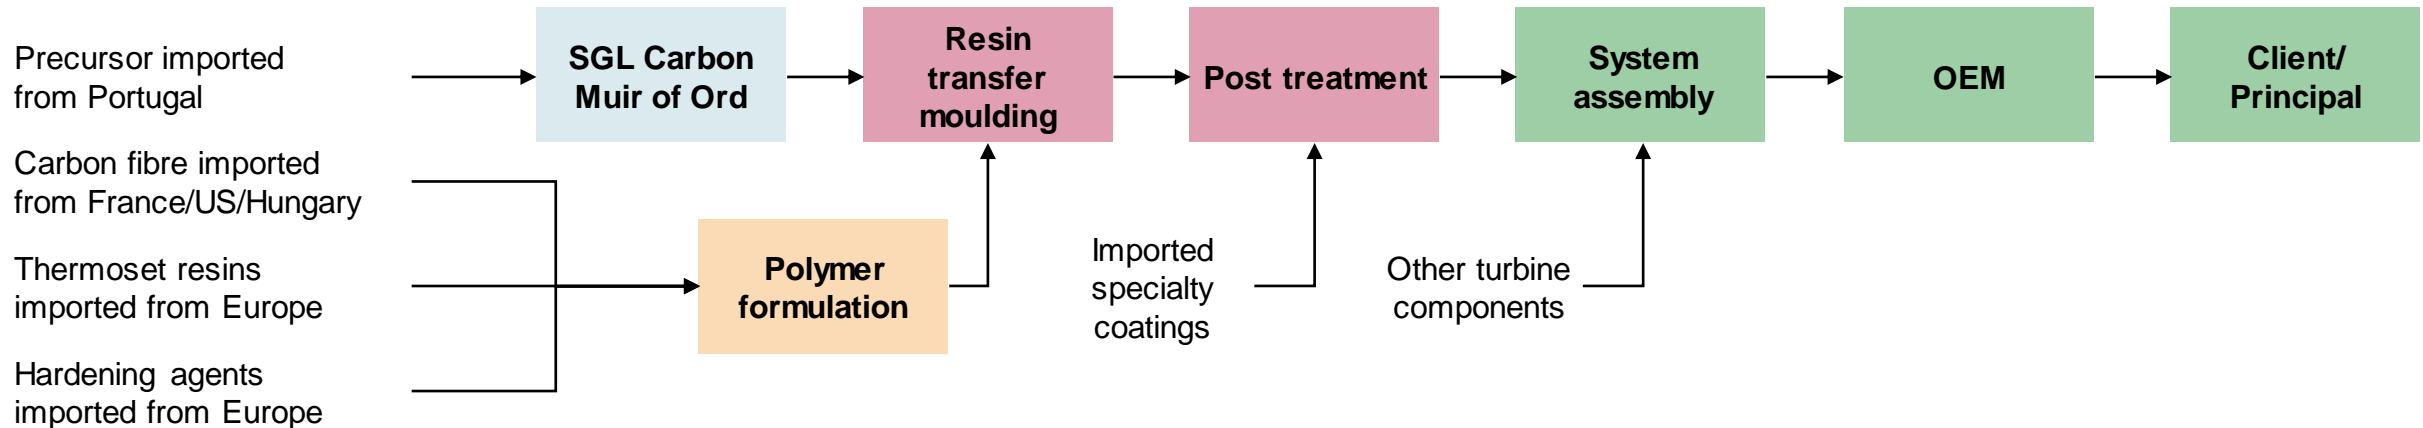 Precursor imported
from Portugal
SGL Carbon
Muir of Ord
Resin
transfer
moulding
Post treatment
System
assembly
OEM
Client/
Principal
Carbon fibre imported
from France/US/Hungary
Thermoset resins
imported from Europe
Polymer
formulation
Imported
specialty
coatings
Other turbine
components
Hardening agents
imported from Europe